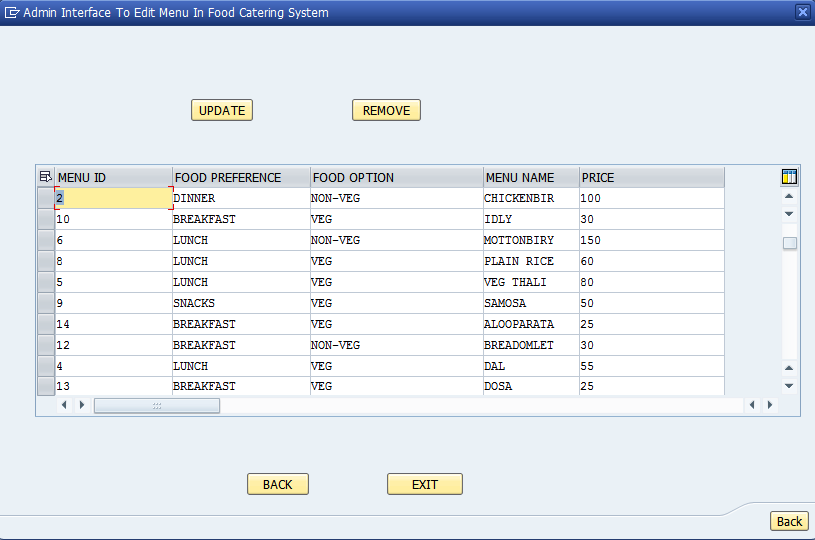 Admin Interface To Edit Menu In Food Catering System
UPDATE REMOVE
MENU ID FOOD PREFERENCE FOOD OPTION MENU NAME PRICE
2 DINNER NON-VEG CHICKENBIR 100
10 BREAKFAST VEG IDLY 30
6 LUNCH NON-VEG MOTTONBIRY 150
8 LUNCH VEG PLAIN RICE 60
5 LUNCH VEG VEG THALI 80
9 SNACKS VEG SAMOSA 50
14 BREAKFAST VEG ALOOPARATA 25
12 BREAKFAST NON-VEG BREADOMLET 30
4 LUNCH VEG DAL 55
13 BREAKFAST VEG DOSA 25
BACK EXIT
Back